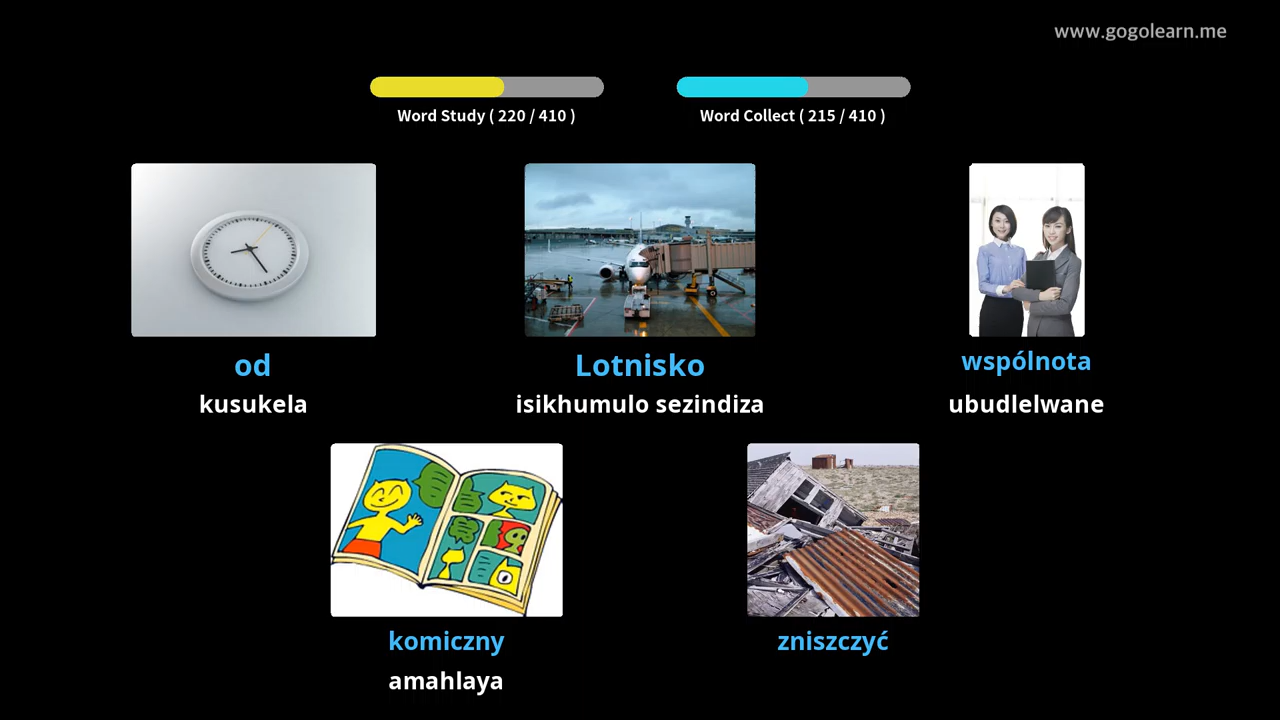 www.gogolearn.me
Word Study ( 220 / 410 )
Word Collect ( 215 / 410 )
od
Lotnisko
wspólnota
kusukela
isikhumulo sezindiza
ubudlelwane
komiczny
zniszczyć
amahlaya